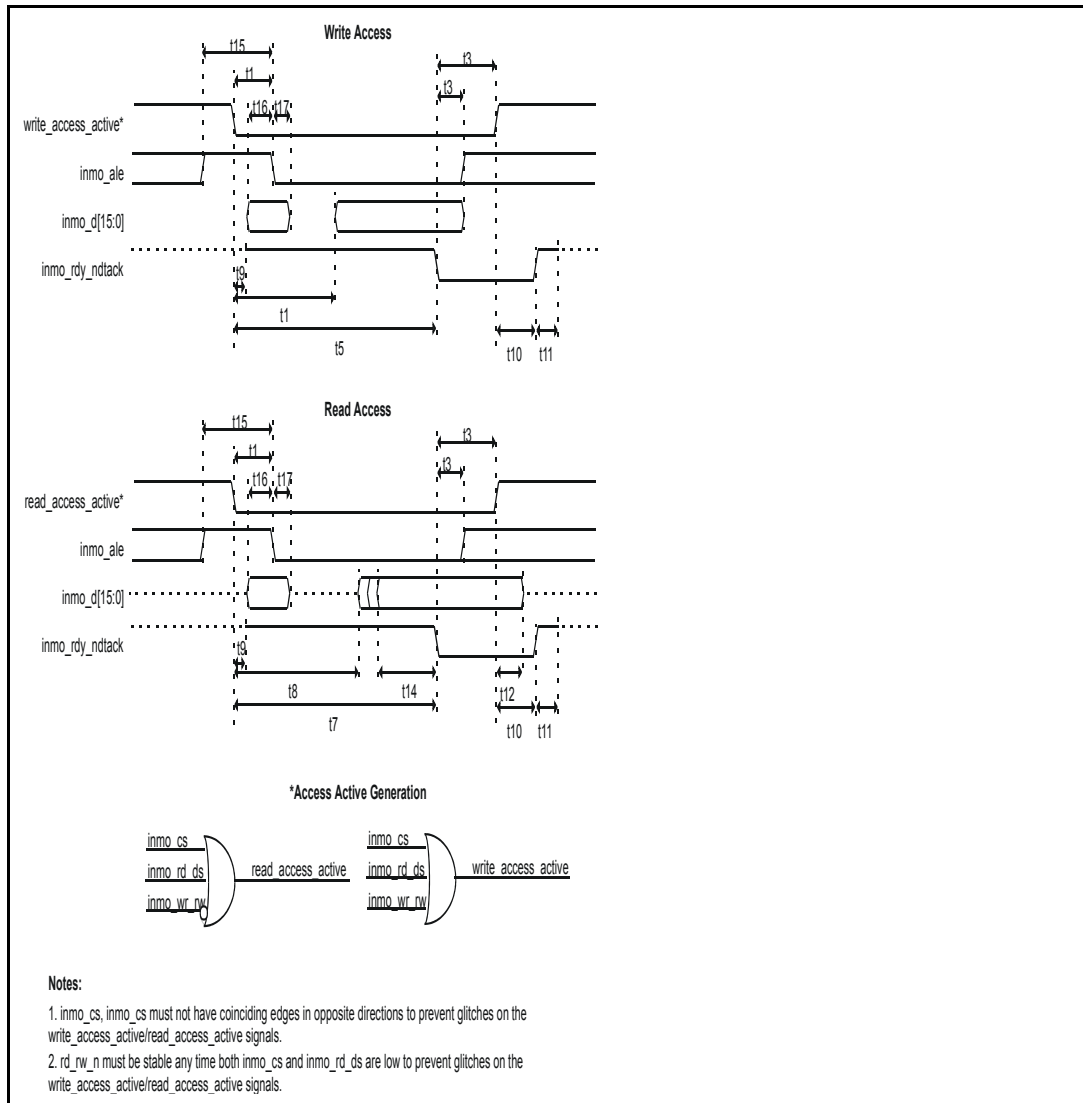 Write Access
t15
t3
t1
t3
t16 t17
write_access_active*
inmo_ale
inmo_d[15:0]
inmo_rdy_ndtack
t9
t1
t5
t10 t11
Read Access
t15
t3
t1
t3
t16 t17
read_access_active*
inmo_ale
inmo_d[15:0]
inmo_rdy_ndtack
t9
t8 t14 t12
t7 t10 t11
*Access Active Generation
inmo_cs inmo_cs
inmo_rd_ds read_access_active inmo_rd_ds write_access_active
inmo_wr_rw inmo_wr_rw
Notes:
1. inmo_cs, inmo_cs must not have coinciding edges in opposite directions to prevent glitches on the
write_access_active/read_access_active signals.
2. rd_rw_n must be stable any time both inmo_cs and inmo_rd_ds are low to prevent glitches on the
write_access_active/read_access_active signals.